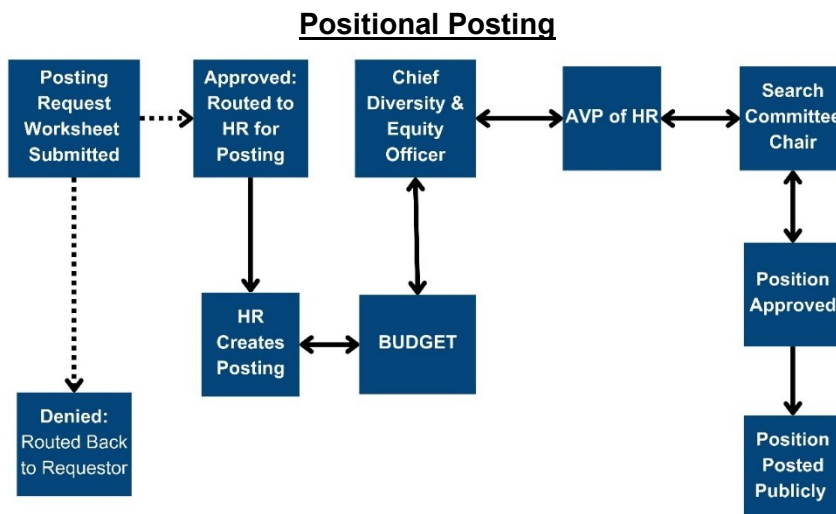 Positional Posting
Posting
Request
Worksheet
Submitted
Approved:
Routed to
HR for
Posting
Chief
Diversity &
Equity
Officer
AVP of HR
Search
Committee
Chair
HR
Creates
Posting
BUDGET
Position
Approved
Denied:
Routed Back
to Requestor
Position
Posted
Publicly